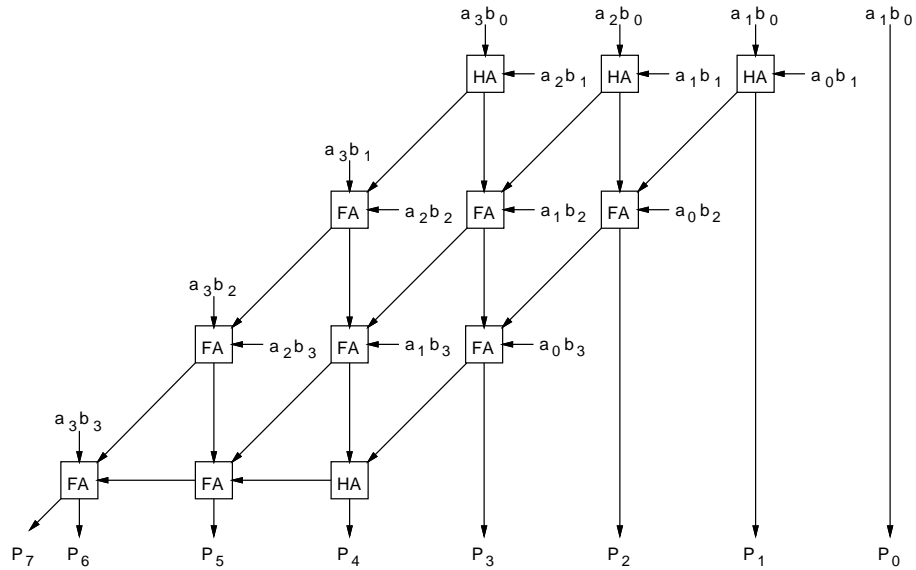 a3b0 a2b0 a1b0 a1b0
HA a2b1 HA a1b1 HA a0b1
a3b1
FA a2b2 FA a1b2 FA a0b2
a3b2
FA a2b3 FA a1b3 FA a0b3
a3b3
FA FA HA
P7 P6 P5 P4 P3 P2 P1 P0